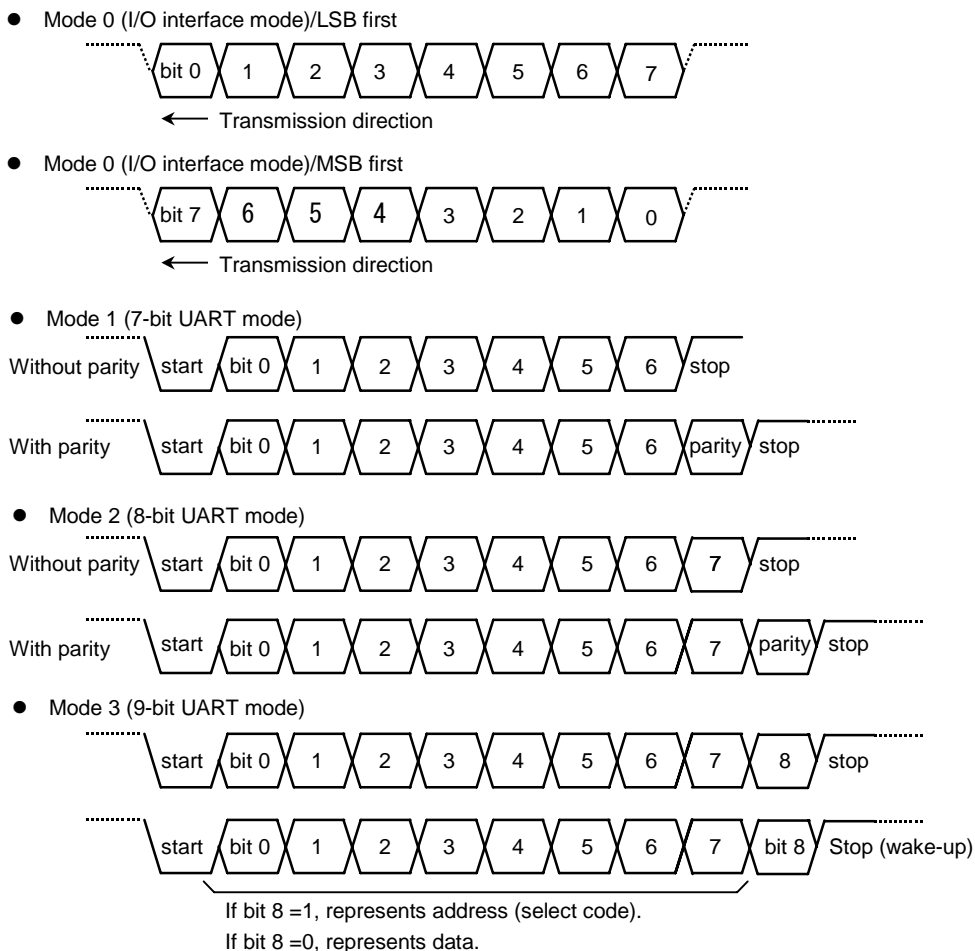 ● Mode 0 (I/O interface mode)/LSB first
bit 0 1 2 3 4 5 6 7
Transmission direction
● Mode 0 (I/O interface mode)/MSB first
bit 7 6 5 4 3 2 1 0
Transmission direction
● Mode 1 (7-bit UART mode)
Without parity start bit 0 1 2 3 4 5 6 stop
With parity start bit 0 1 2 3 4 5 6 parity stop
● Mode 2 (8-bit UART mode)
Without parity start bit 0 1 2 3 4 5 6 7 stop
With parity start bit 0 1 2 3 4 5 6 7 parity stop
● Mode 3 (9-bit UART mode)
start bit 0 1 2 3 4 5 6 7 8 stop
start bit 0 1 2 3 4 5 6 7 bit 8 Stop (wake-up)
If bit 8 =1, represents address (select code).
If bit 8 =0, represents data.